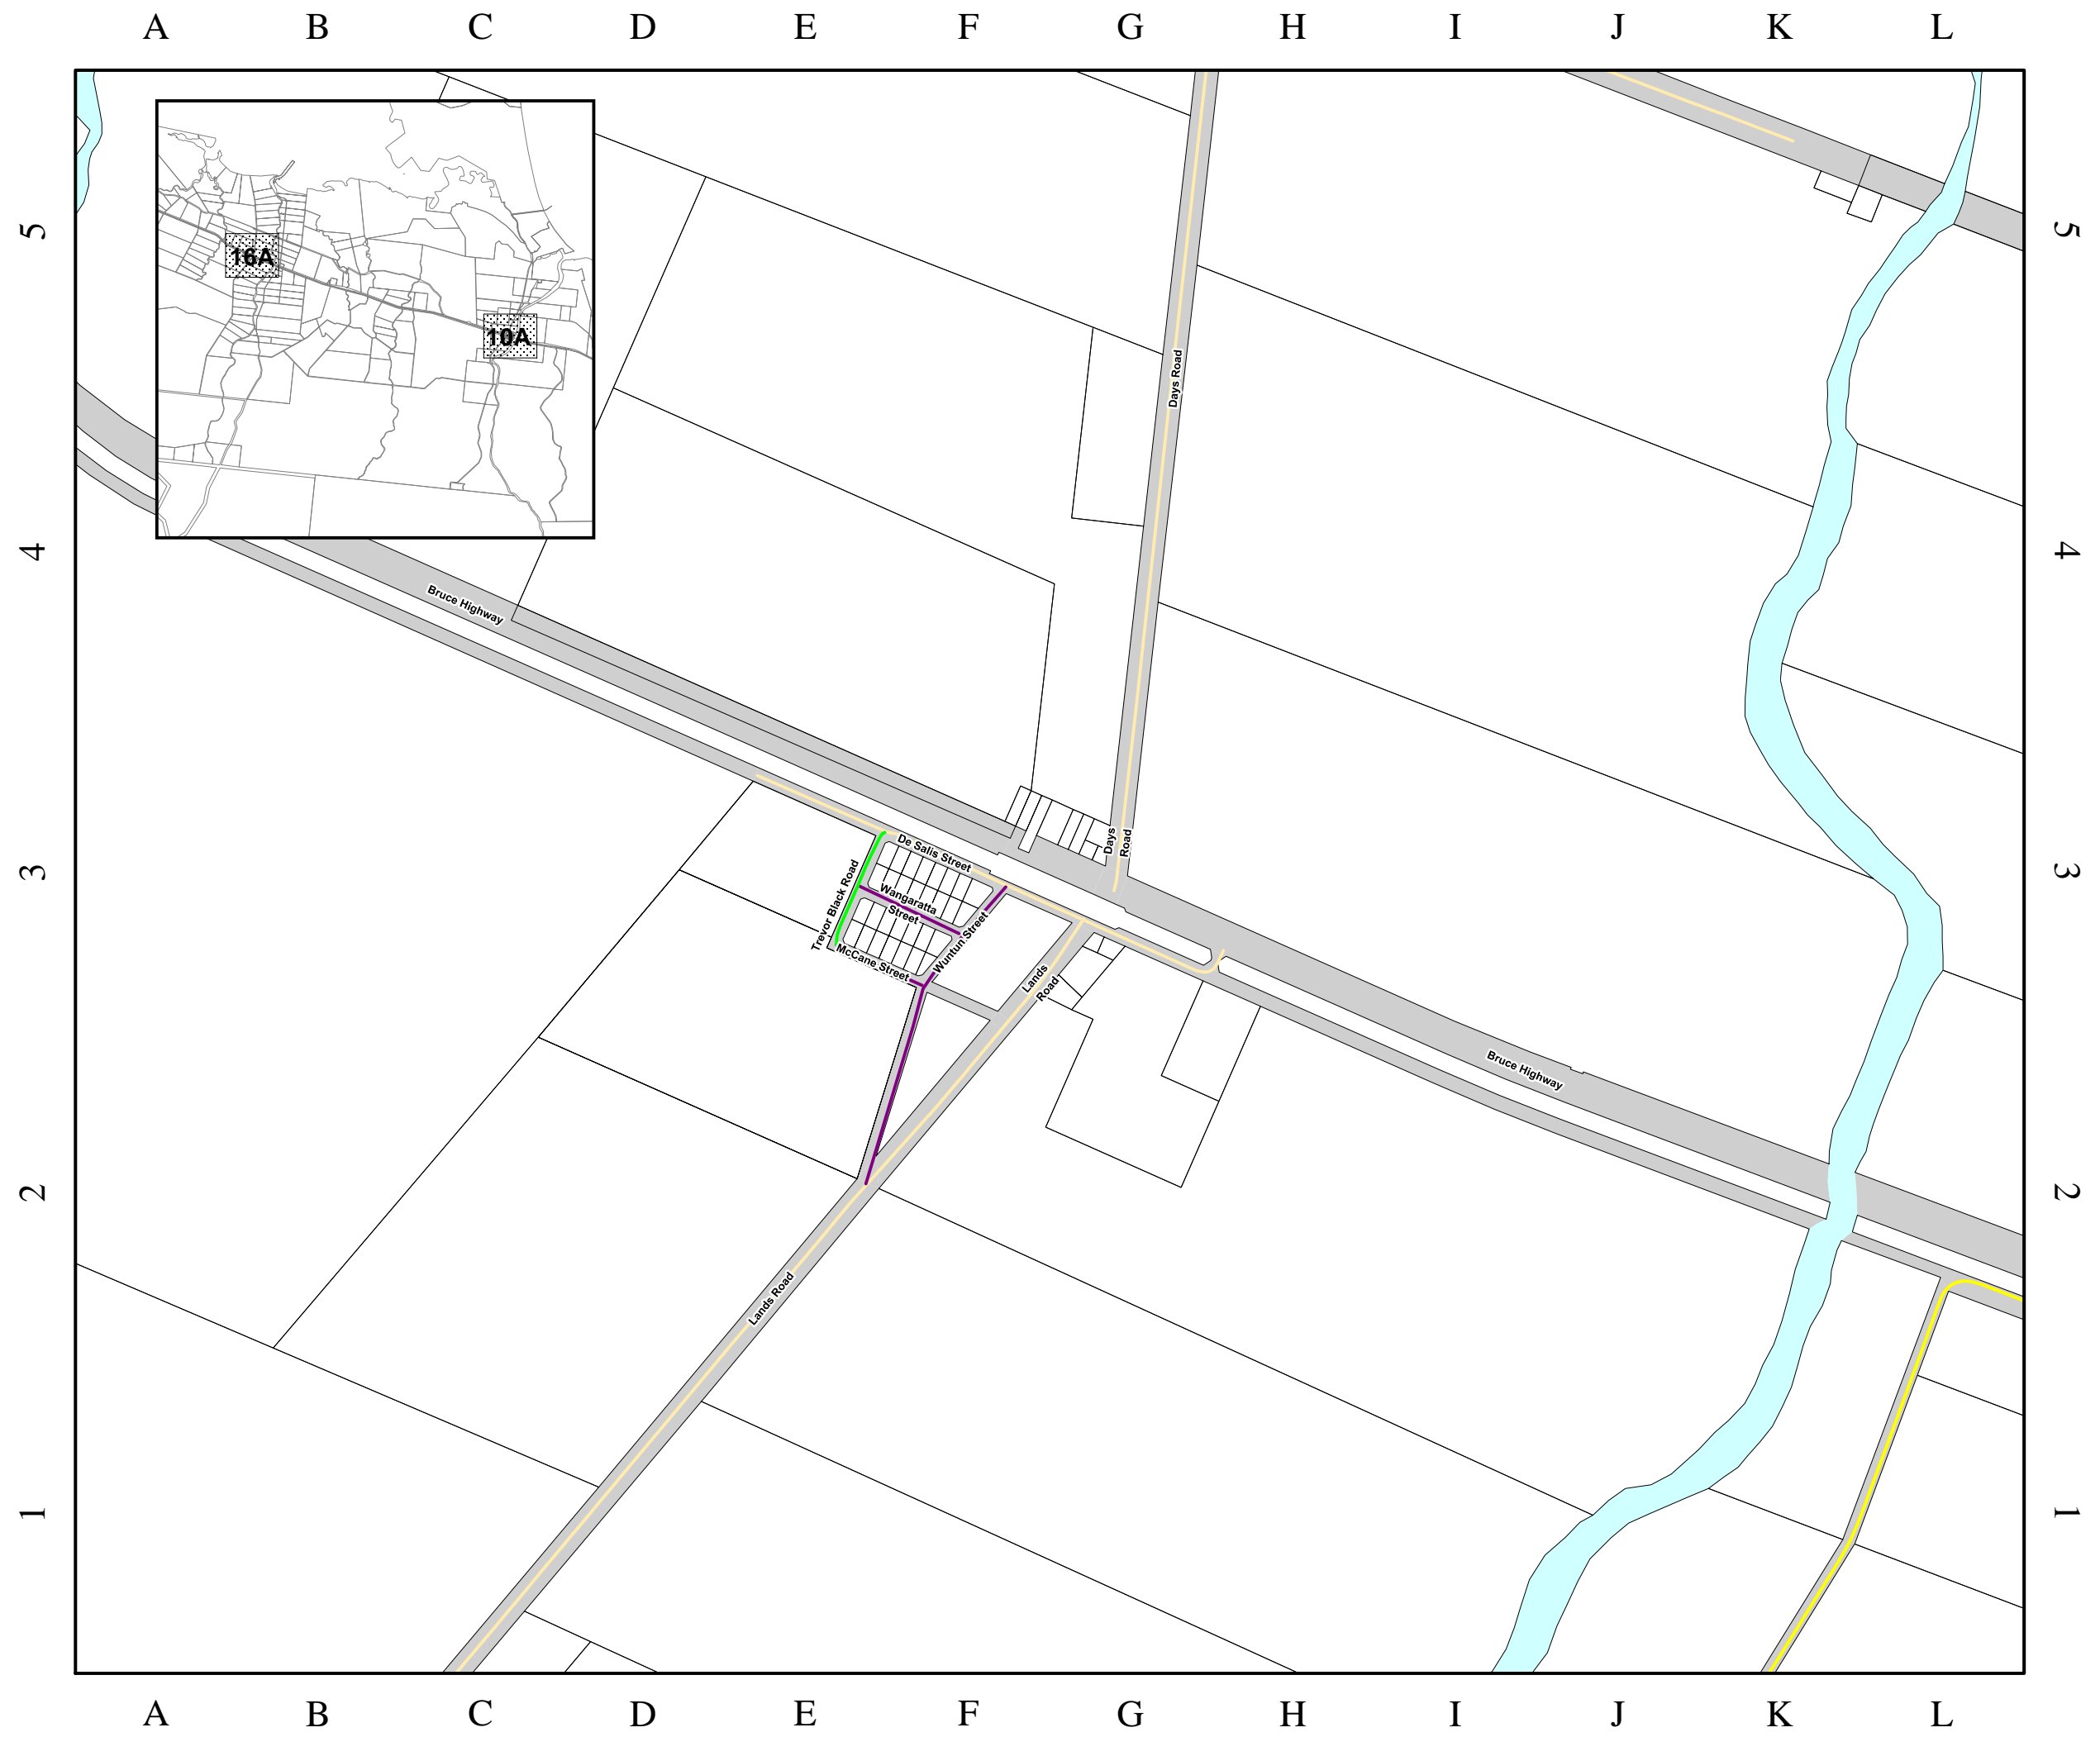 A B C D E F G H I J K L
5
5
16A
10A
Days Road
4
4
Bruce Highway
Days
Road
De Salis Street
3
3
Trevor Black Road
Wangaratta
Street
Wuntun Street
McCane Street
Lands
Road
Bruce Highway
2
2
Lands Road
1
1
A B C D E F G H I J K L